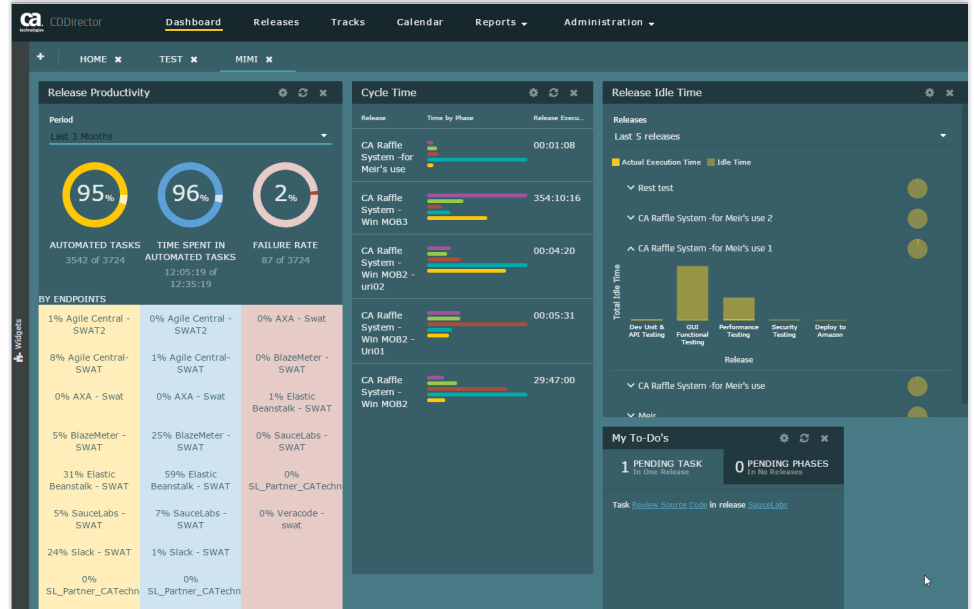 ca
technologies
CDDirector
Dashboard
Releases
Tracks
Calendar
Reports
Administration
HOME
TEST
MIMI
Widgets
Release Productivity
Period
Last 3 Months
95%
96%
2%
AUTOMATED TASKS
3542 of 3724
TIME SPENT IN
AUTOMATED TASKS
12:05:19 of
12:35:19
FAILURE RATE
87 of 3724
BY ENDPOINTS
1% Agile Central -
SWAT2
0% Agile Central -
SWAT2
0% AXA - Swat
8% Agile Central-
SWAT
1% Agile Central-
SWAT
0% BlazeMeter -
SWAT
0% AXA - Swat
0% AXA - Swat
1% Elastic
Beanstalk - SWAT
5% BlazeMeter -
SWAT
25% BlazeMeter -
SWAT
0% SauceLabs -
SWAT
31% Elastic
Beanstalk - SWAT
59% Elastic
Beanstalk - SWAT
0%
SL_Partner_CATechn
5% SauceLabs -
SWAT
7% SauceLabs -
SWAT
0% Veracode -
swat
24% Slack - SWAT
1% Slack - SWAT
0%
SL_Partner_CATechn
0%
SL_Partner_CATechn
Cycle Time
Release
Time by Phase
Release Execu...
CA Raffle
System -for
Meir's use
00:01:08
CA Raffle
System -
Win MOB3
354:10:16
CA Raffle
System -
Win MOB2 -
uri02
00:04:20
CA Raffle
System -
Win MOB2 -
Uri01
00:05:31
CA Raffle
System -
Win MOB2
29:47:00
Release Idle Time
Releases
Last 5 releases
Actual Execution Time
Idle Time
Rest test
CA Raffle System -for Meir's use 2
CA Raffle System -for Meir's use 1
Total Idle Time
Dev Unit &
API Testing
GUI
Functional
Testing
Performance
Testing
Security
Testing
Deploy to
Amazon
Release
CA Raffle System -for Meir's use
Meir
My To-Do's
1 PENDING TASK
In One Release
0 PENDING PHASES
In No Releases
Task Review Source Code in release SauceLabs